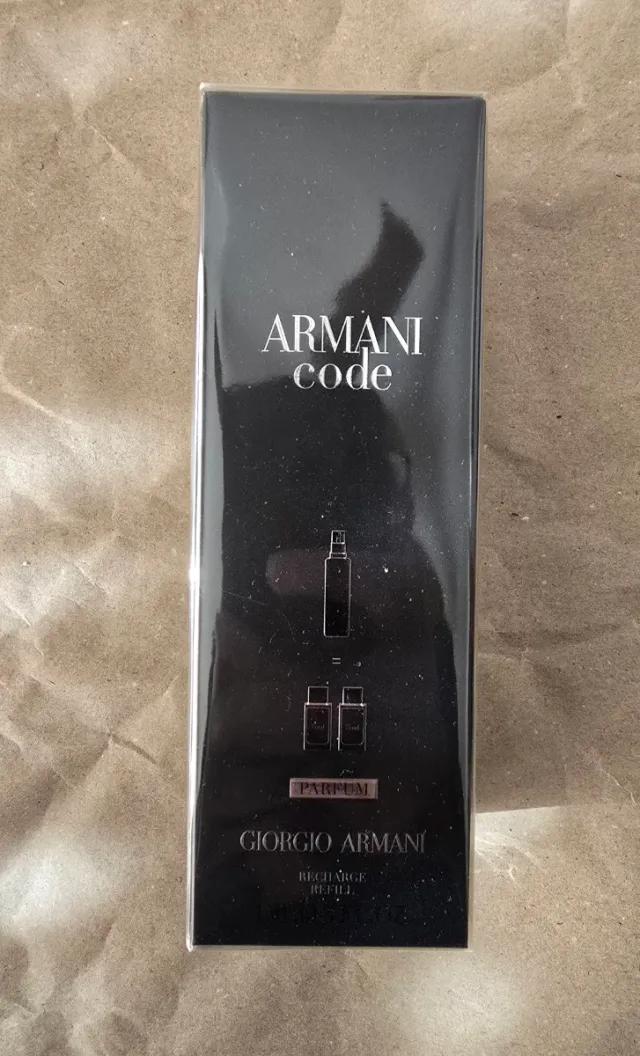 ARMANI
code
=
PARFUM
GIORGIO ARMANI
RECHARGE
REFILL